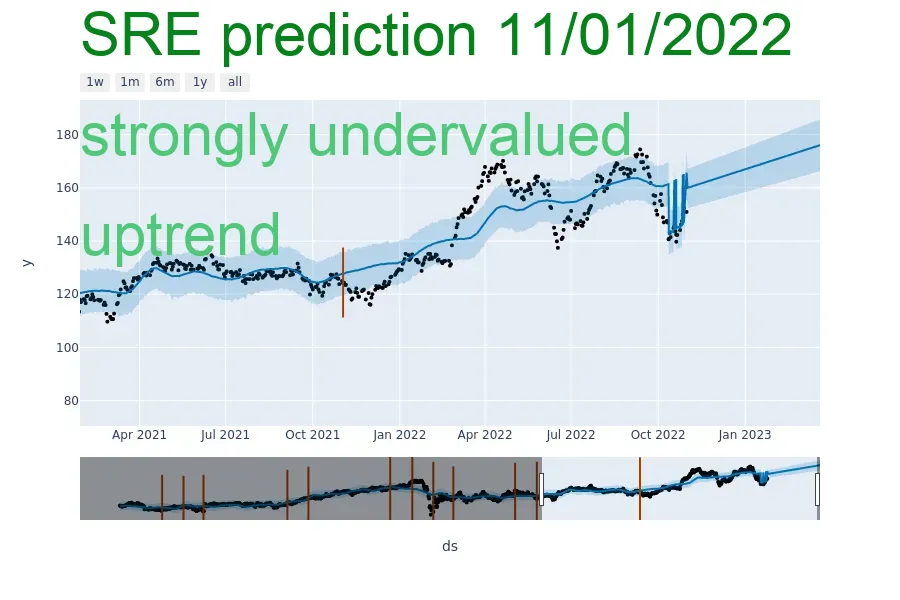 SRE prediction 11/01/2022
1w 1m 6m 1y all
strongly undervalued
uptrend
180
160
140
120
100
80
y
Apr 2021 Jul 2021 Oct 2021 Jan 2022 Apr 2022 Jul 2022 Oct 2022 Jan 2023
ds